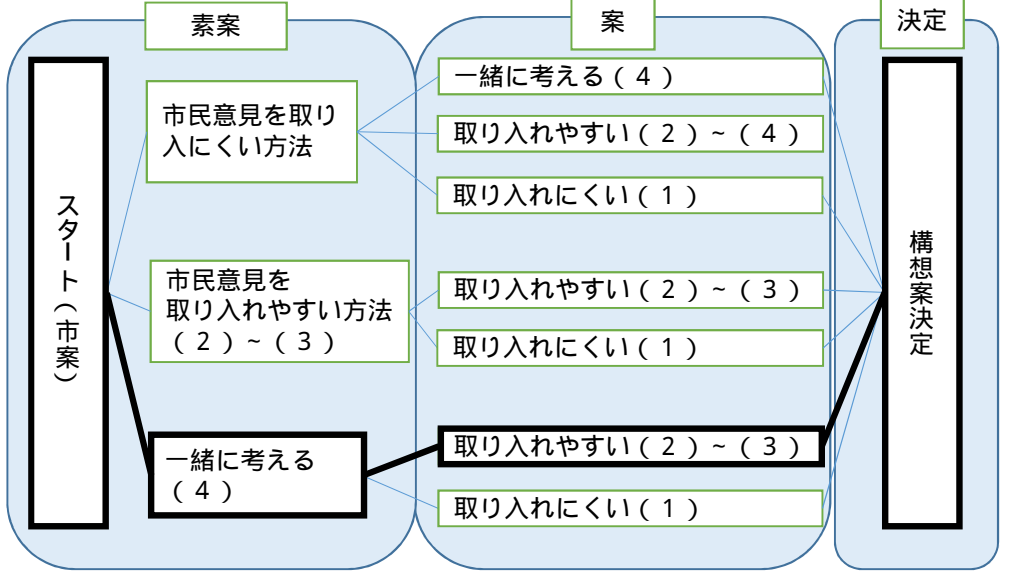 素案
案
決定
スタート(市案)
市民意見を取り
入にくい方法
市民意見を
取り入れやすい方法
(2)~(3)
一緒に考える
(4)
一緒に考える(4)
取り入れやすい(2)~(4)
取り入れにくい(1)
取り入れやすい(2)~(3)
取り入れにくい(1)
取り入れやすい(2)~(3)
取り入れにくい(1)
構想案決定